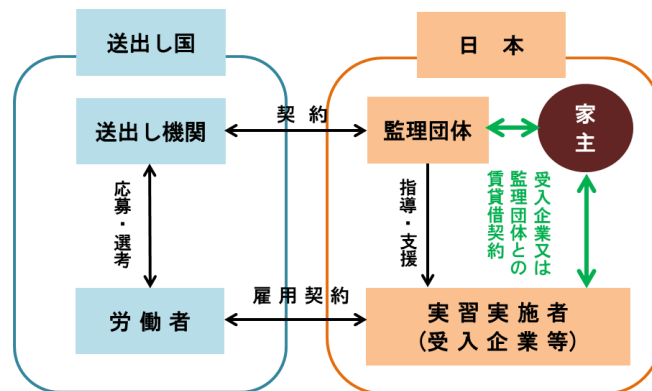 送出し国
日本
送出し機関
契約
監理団体
家主
応募・選考
指導・支援
受入企業又は
監理団体との
賃貸借契約
労働者
雇用契約
実習実施者
（受入企業等）